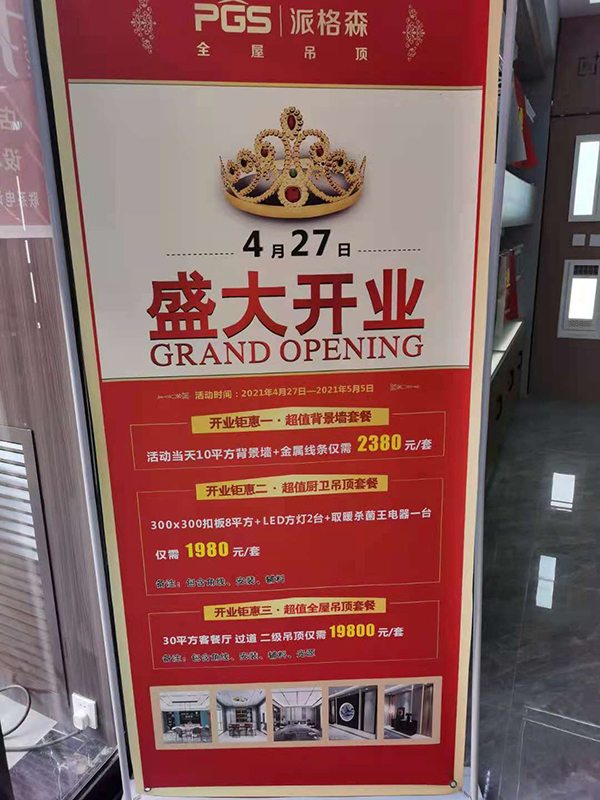 PGS 派格森
全屋吊顶
4月27日
盛大开业
GRAND OPENING
活动时间：2021年4月27日—2021年5月5日
开业钜惠一·超值背景墙套餐
活动当天10平方背景墙+金属线条仅需 2380 元/套
开业钜惠二·超值厨卫吊顶套餐
300x300扣板8平方+LED方灯2台+取暖杀菌王电器一台
仅需 1980 元/套
备注：包含角线、安装、辅料
开业钜惠三·超值全屋吊顶套餐
30平方客餐厅 过道 二级吊顶仅需 19800 元/套
备注：包含角线、安装、辅料、光源
店
设
联系电话